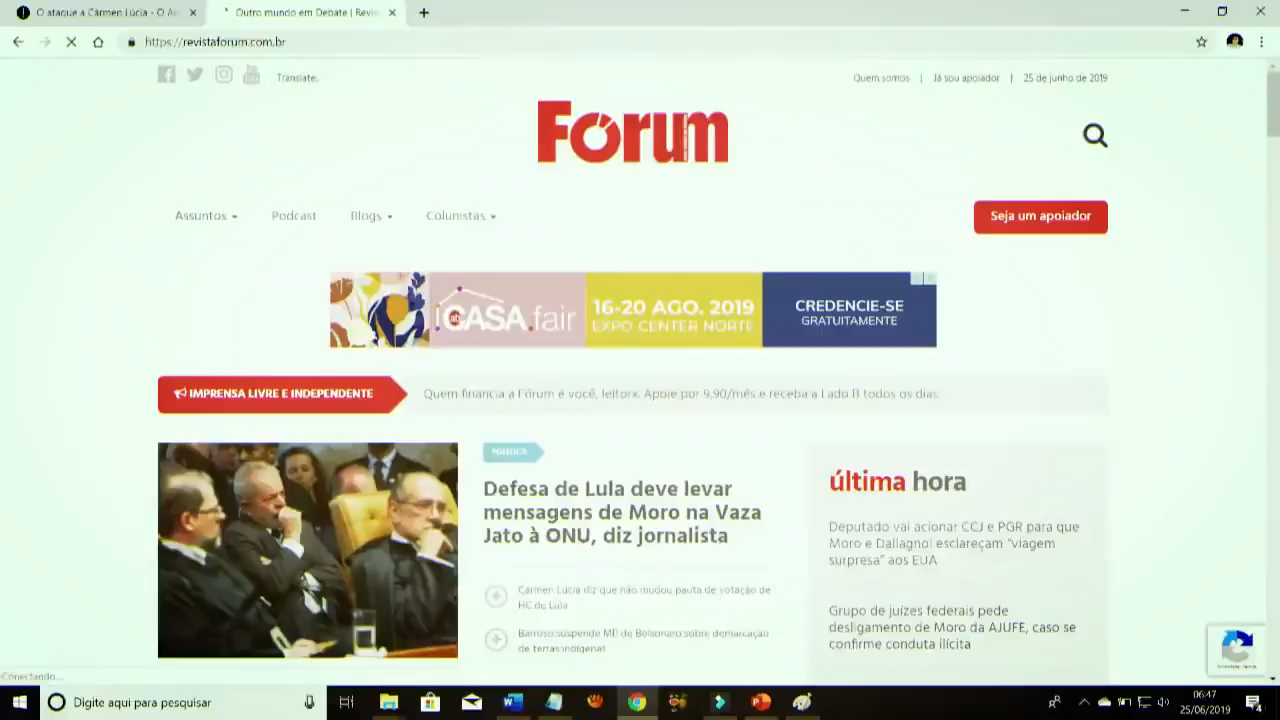 O ataque a Cármen Lúcia - O An
Outro mundo em Debate | Revis
https://revistaforum.com.br
Translate.
Quem somos | Já sou apoiador | 25 de junho de 2019
Fórum
Assuntos
Podcast
Blogs
Colunistas
Seja um apoiador
CASA.fair
16-20 AGO. 2019
EXPO CENTER NORTE
CREDENCIE-SE
GRATUITAMENTE
IMPRENSA LIVRE E INDEPENDENTE
Quem financia a Fórum é você, leitorx. Apoie por 9,90/mês e receba a Lado B todos os dias.
POLÍTICA
Defesa de Lula deve levar
mensagens de Moro na Vaza
Jato à ONU, diz jornalista
Cármen Lúcia diz que não mudou pauta de votação de
HC de Lula
Barroso suspende MP de Bolsonaro sobre demarcação
de terras indígenas
última hora
Deputado vai acionar CCJ e PGR para que
Moro e Dallagnol esclareçam “viagem
surpresa” aos EUA
Grupo de juízes federais pede
desligamento de Moro da AJUFE, caso se
confirme conduta ilícita
Conectando...
Digite aqui para pesquisar
06:47
25/06/2019